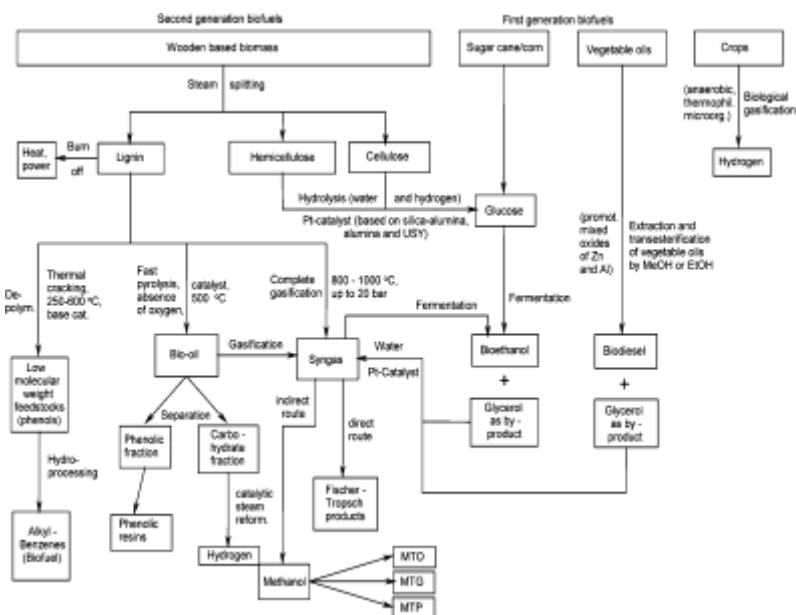 Second generation biofuels
First generation biofuels
Wooden based biomass
Sugar cane/corn
Vegetable oils
Crops
Steam splitting
(anaerobic,
thermophil.
microorg.)
Biological
gasification
Heat,
power
Burn
off
Lignin
Hemicellulose
Cellulose
Hydrogen
Hydrolysis (water and hydrogen)
Glucose
Pt-catalyst (based on silica-alumina,
alumina and USY)
(promot.
mixed
oxides
of Zn
and Al)
Extraction and
transesterification
of vegetable oils
by MeOH or EtOH
De-
polym.
Thermal
cracking,
250-600 ºC,
base cat.
Fast
pyrolysis,
absence
of oxygen,
catalyst,
500 ºC
Complete
gasification
800 - 1000 ºC,
up to 20 bar
Fermentation
Fermentation
Bio-oil
Gasification
Syngas
Water
Pt-Catalyst
Bioethanol
Biodiesel
+
+
Low
molecular
weight
feedstocks
(phenols)
Separation
indirect
route
direct
route
Glycerol
as by -
product
Glycerol
as by -
product
Phenolic
fraction
Carbo-
hydrate
fraction
Hydro-
processing
catalytic
steam
reform.
Fischer -
Tropsch
products
Phenolic
resins
Alkyl -
Benzenes
(Biofuel)
Hydrogen
Methanol
MTO
MTG
MTP